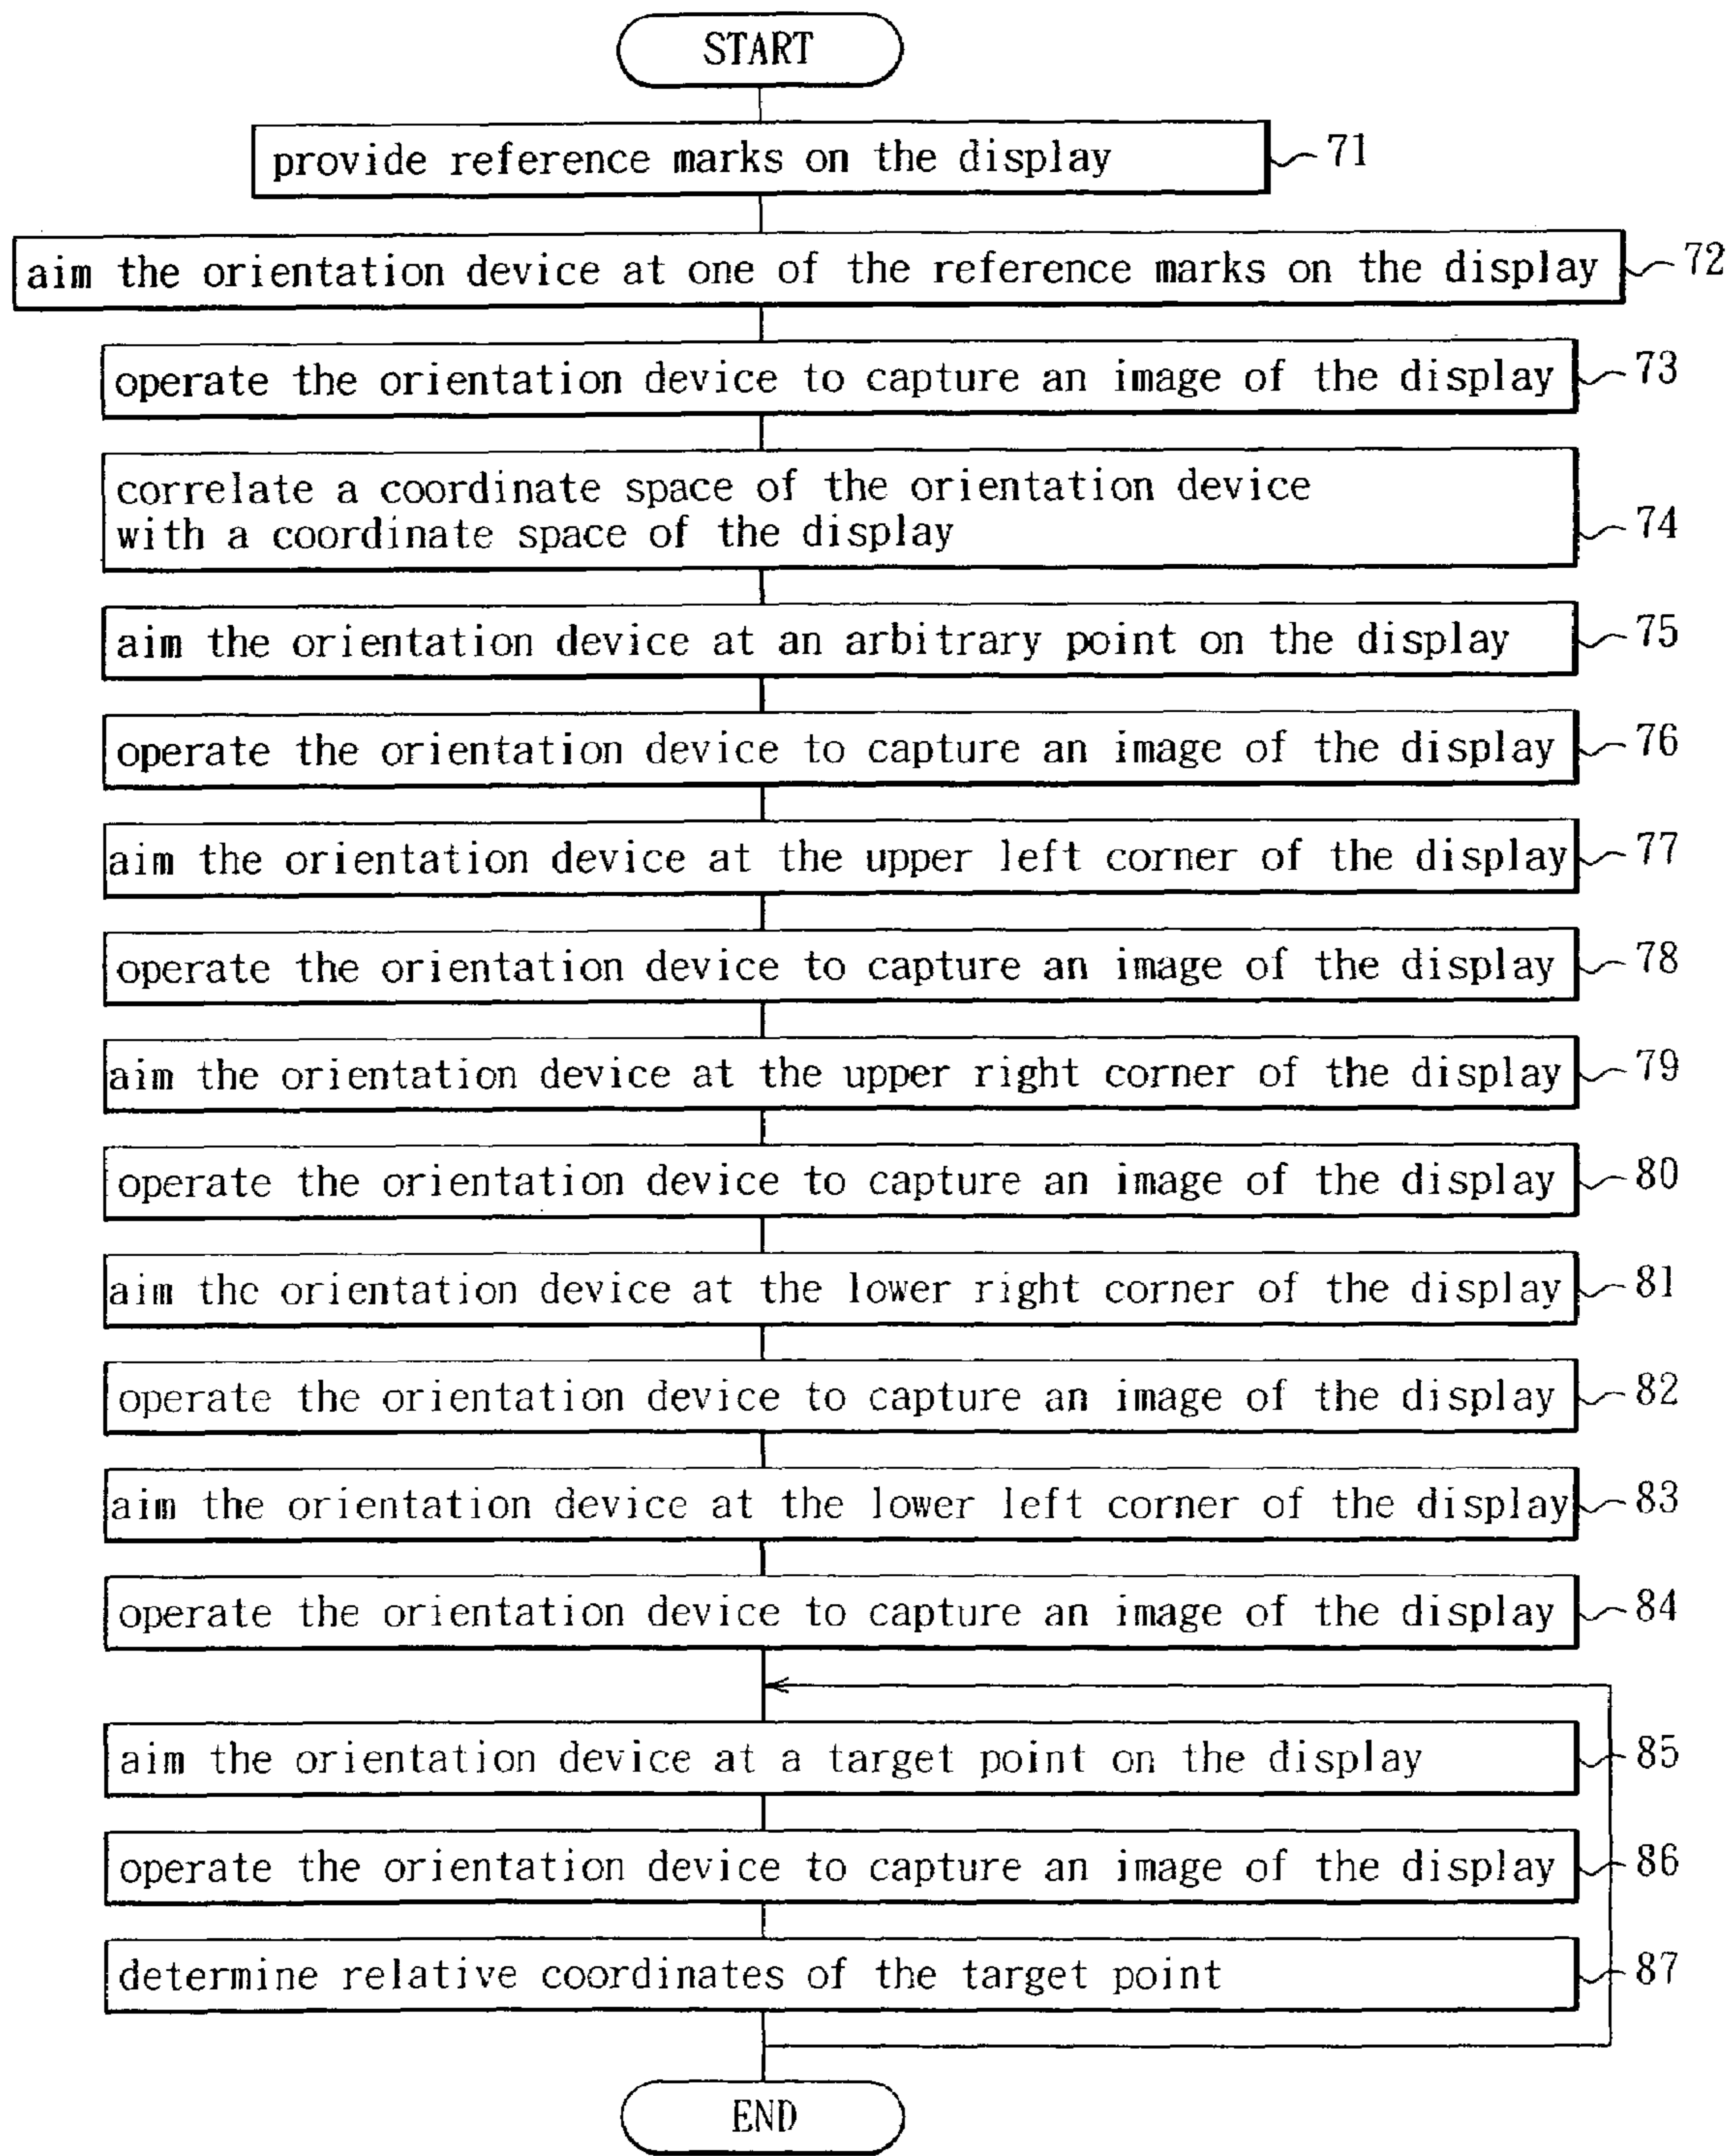 START
provide reference marks on the display
71
aim the orientation device at one of the reference marks on the display
72
operate the orientation device to capture an image of the display
73
correlate a coordinate space of the orientation device
with a coordinate space of the display
74
aim the orientation device at an arbitrary point on the display
75
operate the orientation device to capture an image of the display
76
aim the orientation device at the upper left corner of the display
77
operate the orientation device to capture an image of the display
78
aim the orientation device at the upper right corner of the display
79
operate the orientation device to capture an image of the display
80
aim the orientation device at the lower right corner of the display
81
operate the orientation device to capture an image of the display
82
aim the orientation device at the lower left corner of the display
83
operate the orientation device to capture an image of the display
84
aim the orientation device at a target point on the display
85
operate the orientation device to capture an image of the display
86
determine relative coordinates of the target point
87
END